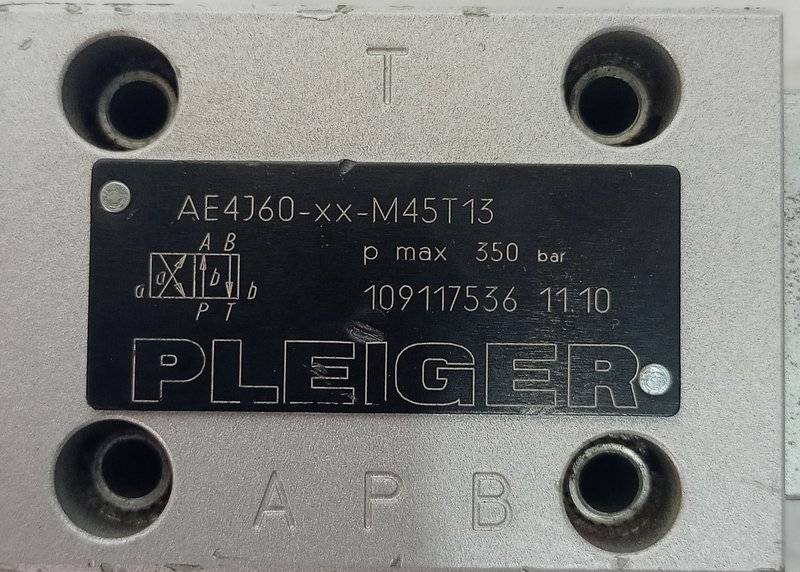 T
AE4J60-xx-M45T13
A B
p max 350 bar
a a b b
P T
109117536 11.10
PLEIGER
A P B